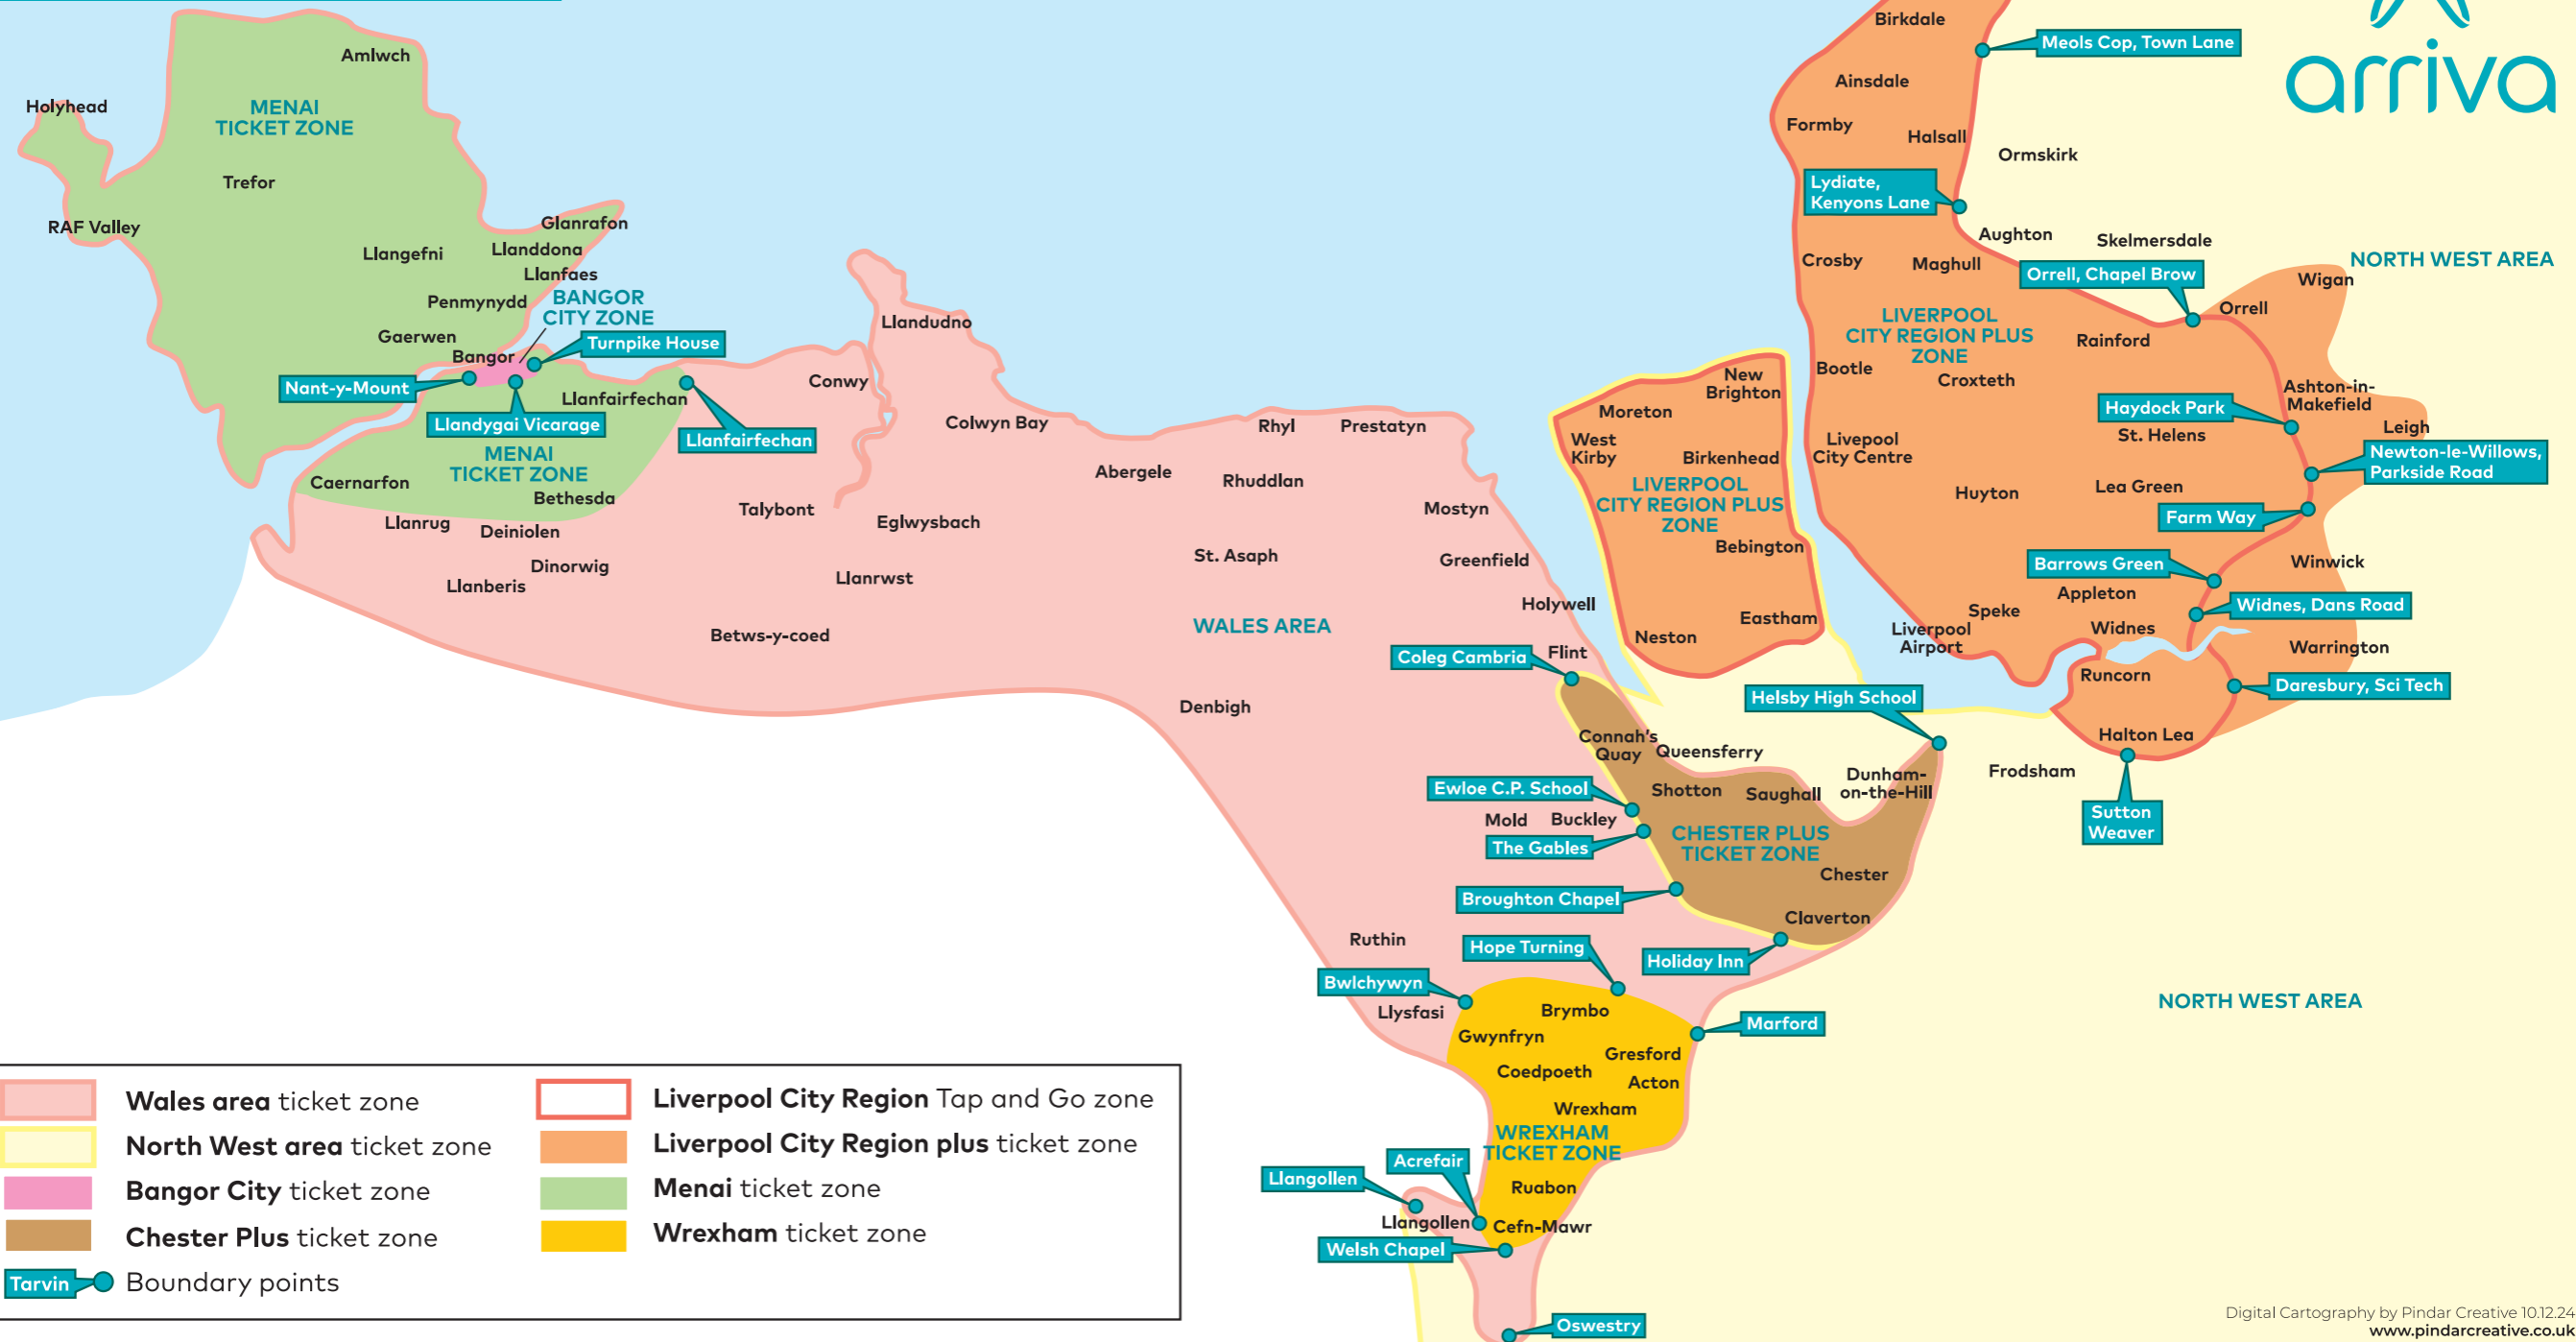 Birkdale
Meols Cop, Town Lane
arriva
Amlwch
Ainsdale
Holyhead
MENAI
TICKET ZONE
Formby
Halsall
Ormskirk
Trefor
Lydiate,
Kenyons Lane
RAF Valley
Glanrafon
Llanddona
Llangefni
Llanfaes
Aughton
Skelmersdale
NORTH WEST AREA
Crosby
Maghull
Orrell, Chapel Brow
Wigan
Penmynydd
BANGOR
CITY ZONE
Orrell
Gaerwen
Turnpike House
Llandudno
LIVERPOOL
CITY REGION PLUS
ZONE
Rainford
Bangor
Nant-y-Mount
Llanfairfechan
Conwy
New
Brighton
Bootle
Croxteth
Ashton-in-
Makefield
Haydock Park
Llandygai Vicarage
Llanfairfechan
Colwyn Bay
Rhyl
Prestatyn
Moreton
West
Kirby
Birkenhead
Livepool
City Centre
St. Helens
Leigh
Newton-le-Willows,
Parkside Road
MENAI
TICKET ZONE
Caernarfon
Bethesda
Abergele
Rhuddlan
LIVERPOOL
CITY REGION PLUS
ZONE
Huyton
Lea Green
Farm Way
Llanrug
Deiniolen
Talybont
Eglwysbach
Mostyn
Bebington
Dinorwig
Llanberis
Llanrwst
St. Asaph
Greenfield
Barrows Green
Winwick
Appleton
Widnes, Dans Road
Holywell
Betws-y-coed
WALES AREA
Neston
Eastham
Speke
Liverpool
Airport
Widnes
Warrington
Coleg Cambria
Flint
Runcorn
Daresbury, Sci Tech
Denbigh
Helsby High School
Connah's
Quay
Queensferry
Halton Lea
Frodsham
Dunham-
on-the-Hill
Ewloe C.P. School
Shotton
Saughall
Sutton
Weaver
Mold
Buckley
The Gables
CHESTER PLUS
TICKET ZONE
Chester
Broughton Chapel
Claverton
Ruthin
Hope Turning
Holiday Inn
Bwlchywyn
Llysfasi
Brymbo
NORTH WEST AREA
Marford
Gwynfryn
Gresford
Coedpoeth
Acton
Wrexham
WREXHAM
TICKET ZONE
Acrefair
Llangollen
Ruabon
Llangollen
Cefn-Mawr
Welsh Chapel
Oswestry
Wales area ticket zone
North West area ticket zone
Bangor City ticket zone
Chester Plus ticket zone
Tarvin
Boundary points
Liverpool City Region Tap and Go zone
Liverpool City Region plus ticket zone
Menai ticket zone
Wrexham ticket zone
Digital Cartography by Pindar Creative 10.12.24
www.pindarcreative.co.uk